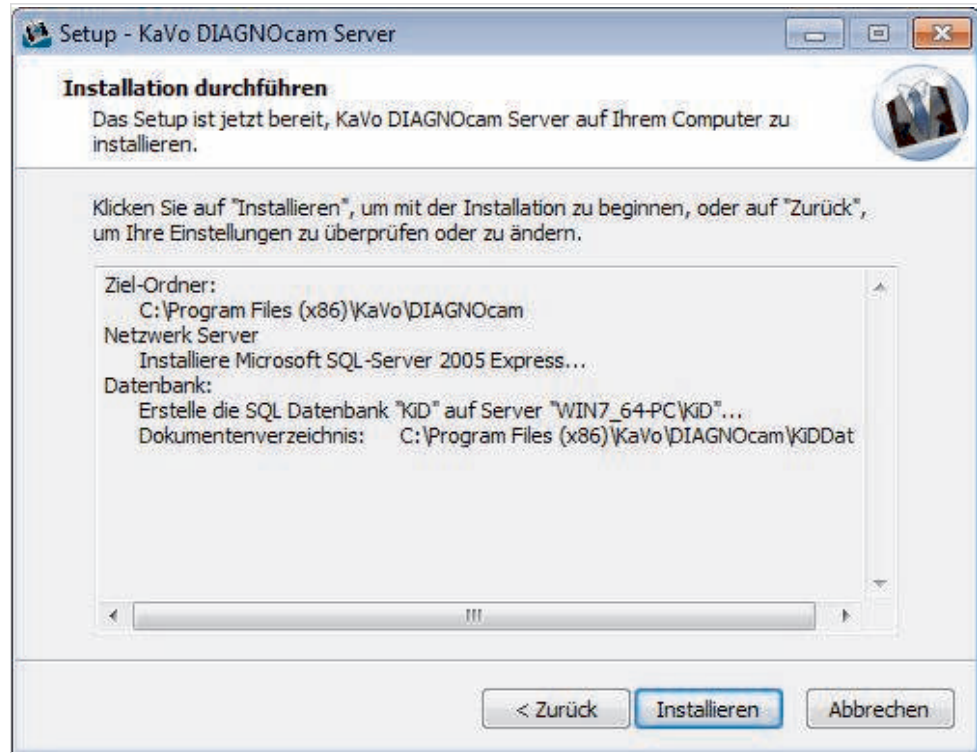 Setup - KaVo DIAGNOcam Server
Installation durchführen
Das Setup ist jetzt bereit, KaVo DIAGNOcam Server auf Ihrem Computer zu
installieren.
Klicken Sie auf "Installieren", um mit der Installation zu beginnen, oder auf "Zurück",
um Ihre Einstellungen zu überprüfen oder zu ändern.
Ziel-Ordner:
C:\Program Files (x86)\KaVo\DIAGNOcam
Netzwerk Server
Installiere Microsoft SQL-Server 2005 Express...
Datenbank:
Erstelle die SQL Datenbank "KiD" auf Server "WIN7_64-PC\KiD"...
Dokumentenverzeichnis: C:\Program Files (x86)\KaVo\DIAGNOcam\KiDDat
< Zurück Installieren Abbrechen